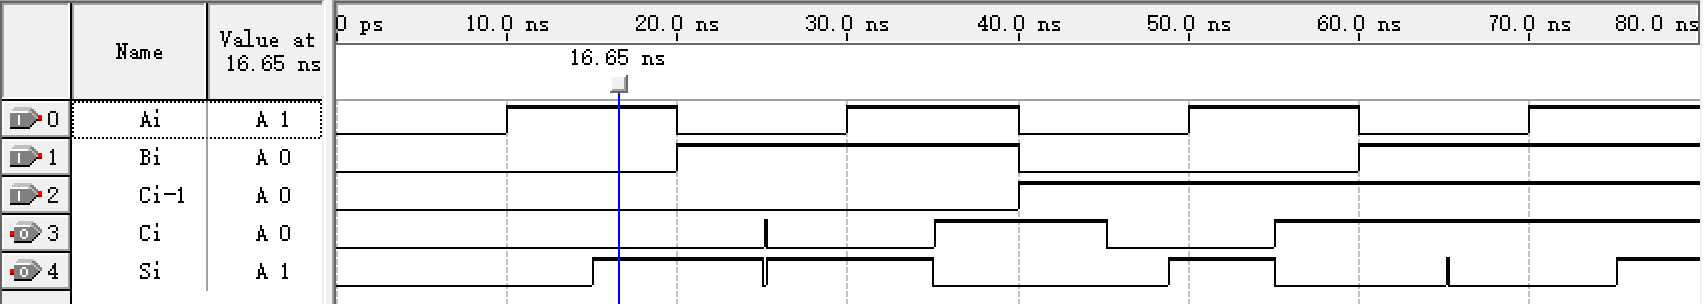 Name
Value at
16.65 ns
0 ps 10.0 ns 20.0 ns 30.0 ns 40.0 ns 50.0 ns 60.0 ns 70.0 ns 80.0 ns
16.65 ns
I 0 Ai A 1
I 1 Bi A 0
I 2 Ci-1 A 0
O 3 Ci A 0
O 4 Si A 1